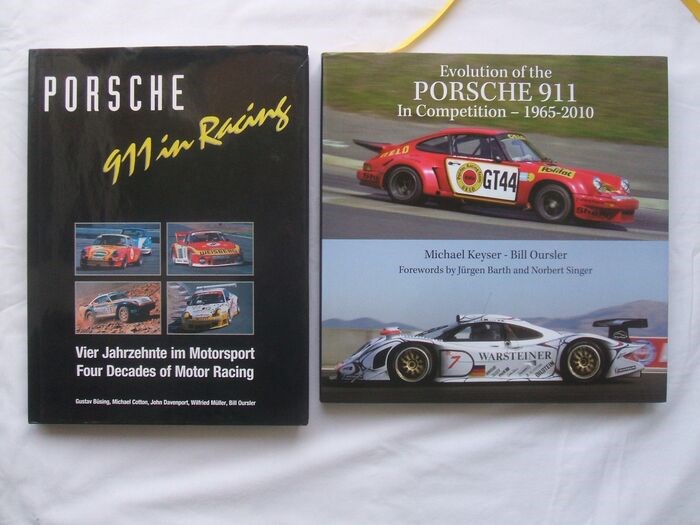 PORSCHE
911 in Racing
Vier Jahrzehnte im Motorsport
Four Decades of Motor Racing
Gustav Büsing, Michael Cotton, John Davenport, Wilfried Müller, Bill Oursler
Evolution of the
PORSCHE 911
In Competition – 1965-2010
GELO
GT44
Politot
Michael Keyser - Bill Oursler
Forewords by Jürgen Barth and Norbert Singer
7
WARSTEINER